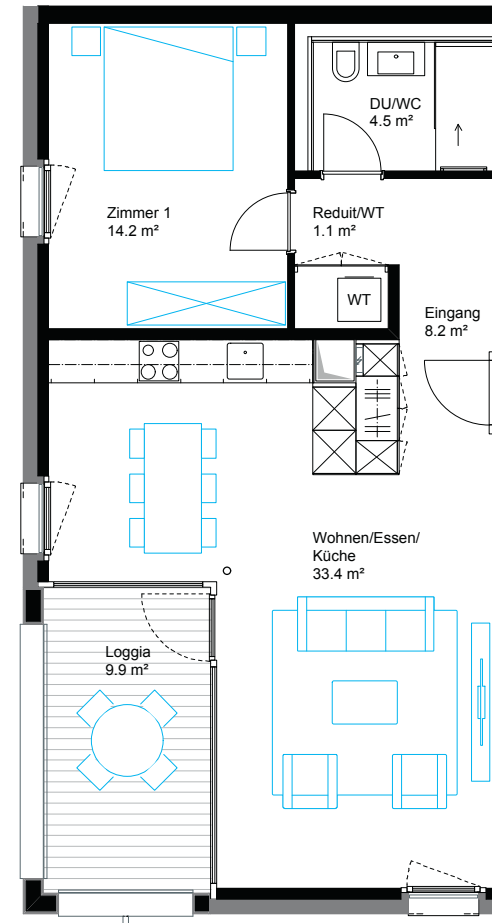 DU/WC
4.5 m²
Zimmer 1
14.2 m²
Reduit/WT
1.1 m²
WT
Eingang
8.2 m²
Wohnen/Essen/
Küche
33.4 m²
Loggia
9.9 m²